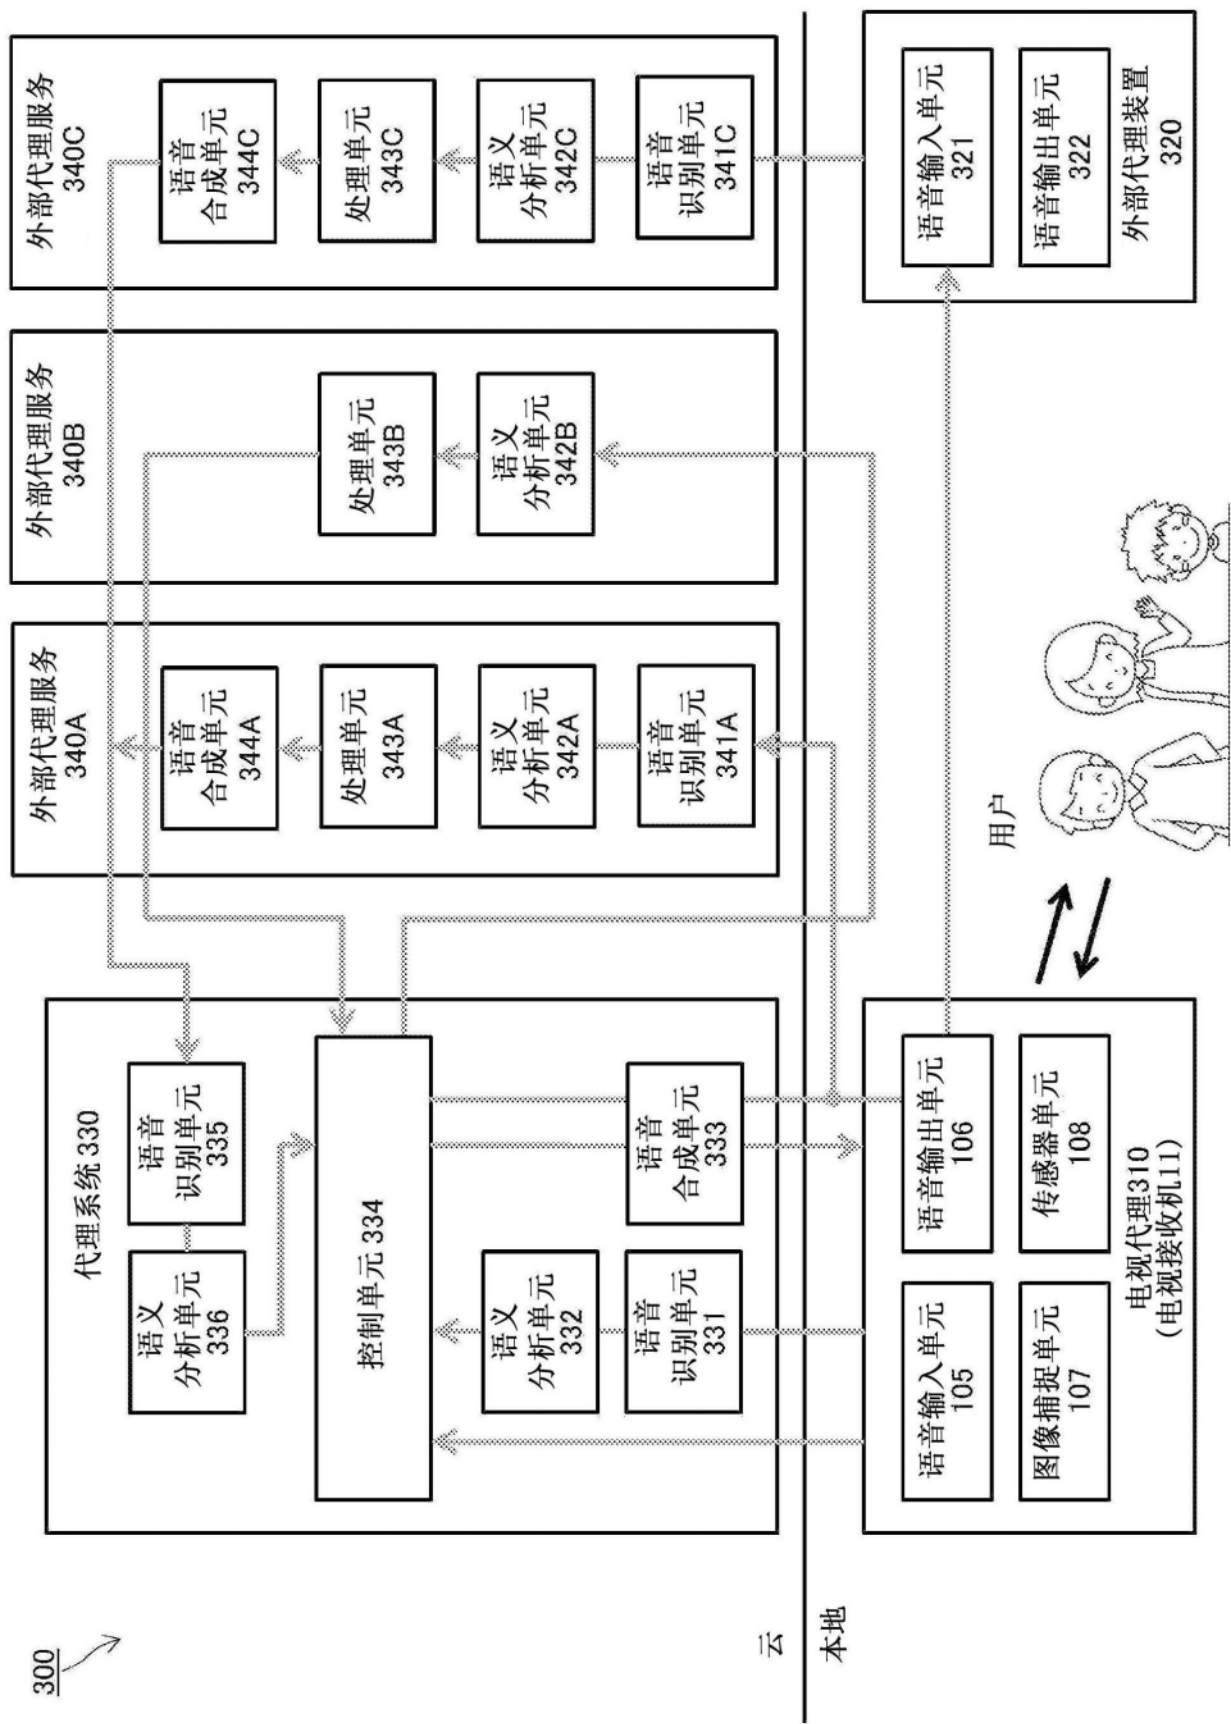 300
代理系统 330
语义
分析单元
336
语音
识别单元
335
控制单元 334
语义
分析单元
332
语音
识别单元
331
语音
合成单元
333
外部代理服务
340A
语音
合成单元
344A
处理单元
343A
语义
分析单元
342A
语音
识别单元
341A
外部代理服务
340B
处理单元
343B
语义
分析单元
342B
外部代理服务
340C
语音
合成单元
344C
处理单元
343C
语义
分析单元
342C
语音
识别单元
341C
云
本地
语音输入单元
105
语音输出单元
106
图像捕捉单元
107
传感器单元
108
电视代理310
(电视接收机11)
用户
语音输入单元
321
语音输出单元
322
外部代理装置
320